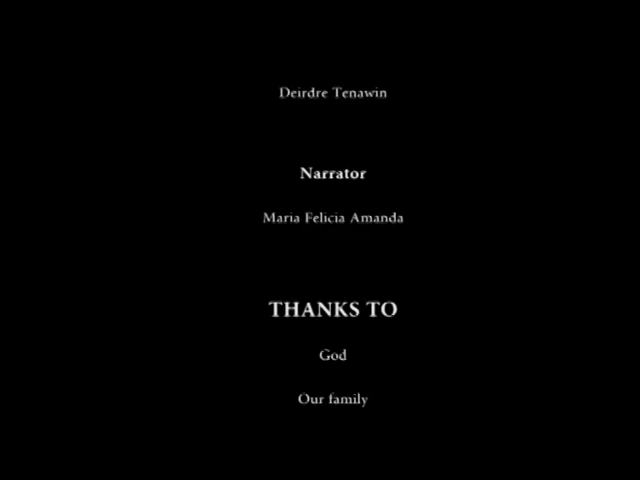 Deirdre Tenawin
Narrator
Maria Felicia Amanda
THANKS TO
God
Our family